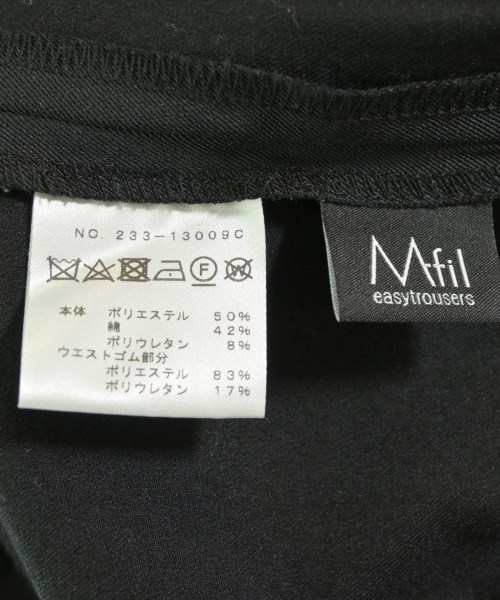 NO. 233-13009C
F W
本体 ポリエステル 50%
綿 42%
ポリウレタン 8%
ウエストゴム部分
ポリエステル 83%
ポリウレタン 17%
M-fil
easytrousers